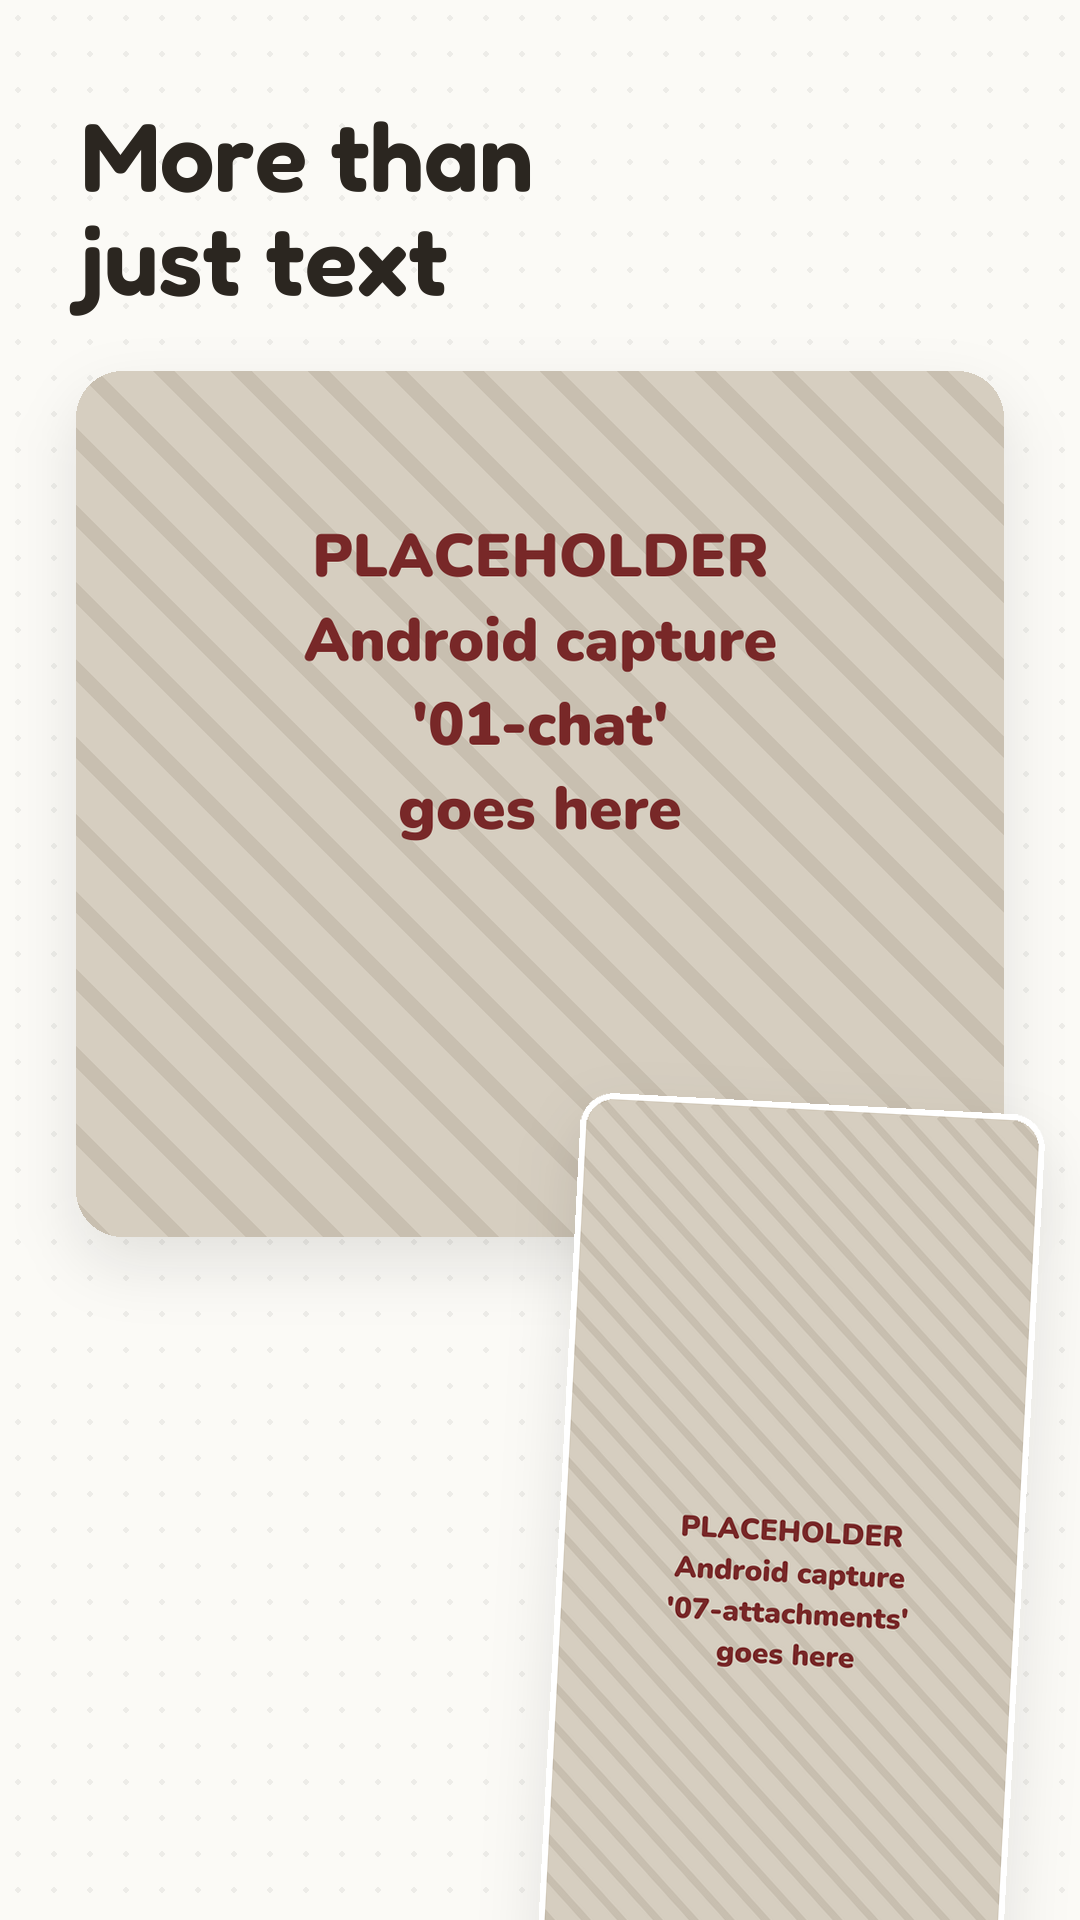 More than
just text
PLACEHOLDER
Android capture
'01-chat'
goes here
PLACEHOLDER
Android capture
'07-attachments'
goes here